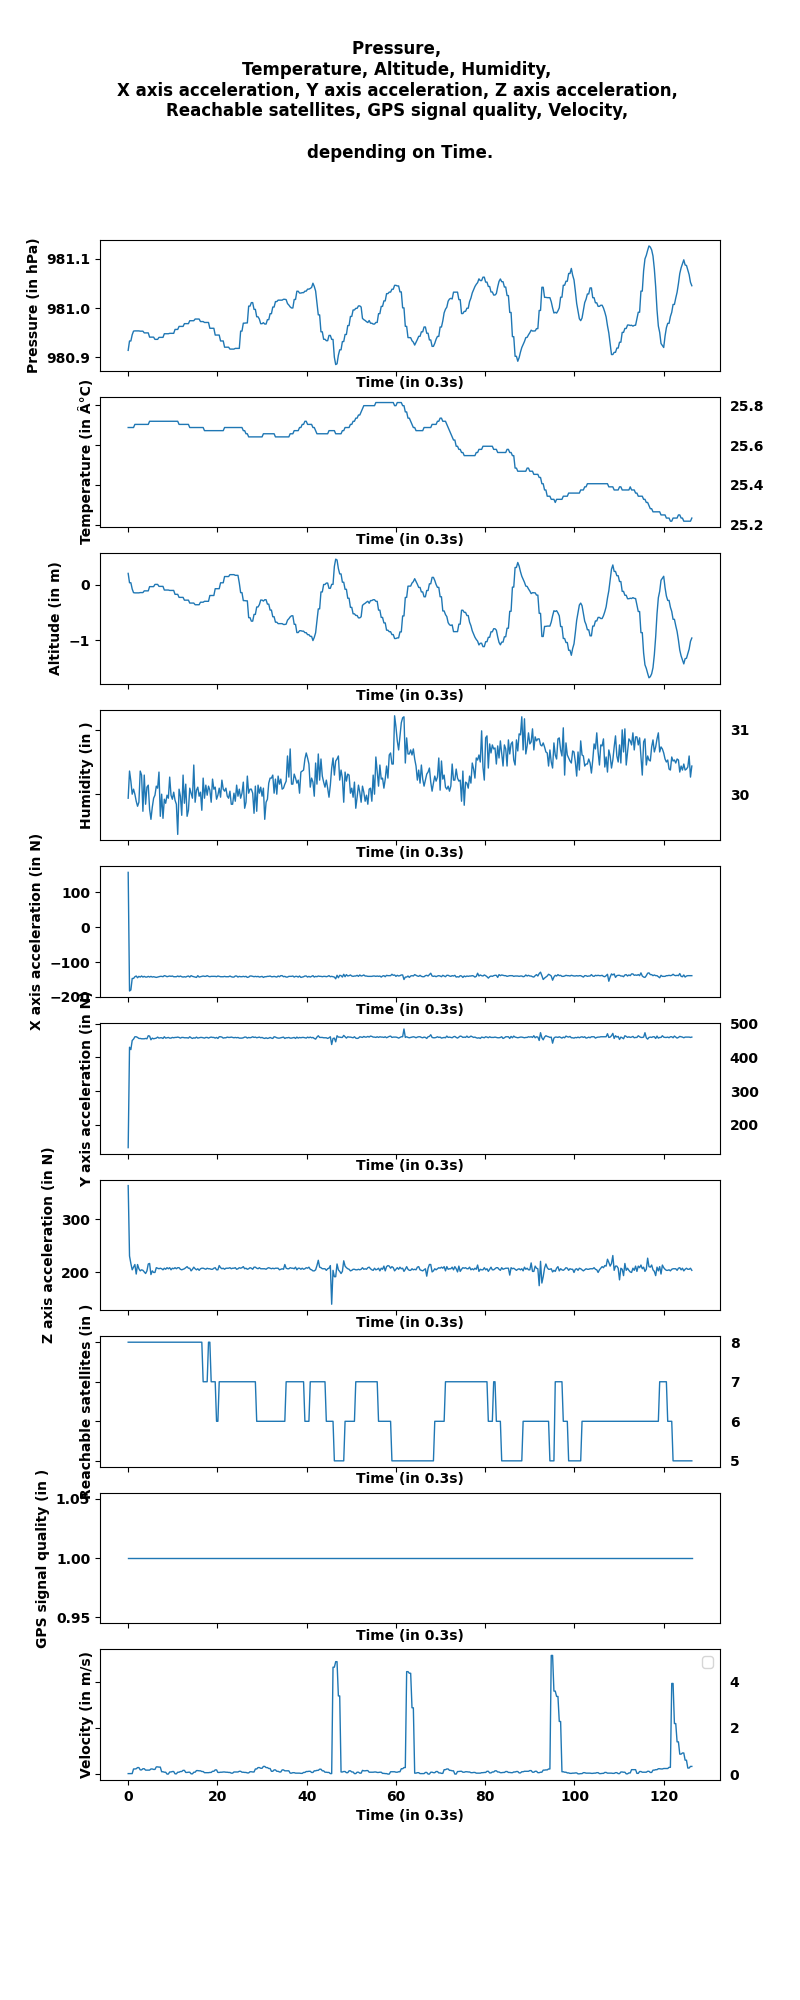 Pressure,
Temperature, Altitude, Humidity,
X axis acceleration, Y axis acceleration, Z axis acceleration,
Reachable satellites, GPS signal quality, Velocity,
depending on Time.
Pressure (in hPa)
981.1
981.0
980.9
Time (in 0.3s)
Temperature (in Â°C)
25.8
25.6
25.4
25.2
Time (in 0.3s)
Altitude (in m)
0
−1
Time (in 0.3s)
Humidity (in )
31
30
Time (in 0.3s)
X axis acceleration (in N)
100
0
−100
−200
Time (in 0.3s)
Y axis acceleration (in N)
500
400
300
200
Time (in 0.3s)
Z axis acceleration (in N)
300
200
Time (in 0.3s)
Reachable satellites (in )
8
7
6
5
Time (in 0.3s)
GPS signal quality (in )
1.05
1.00
0.95
Time (in 0.3s)
Velocity (in m/s)
4
2
0
0 20 40 60 80 100 120
Time (in 0.3s)